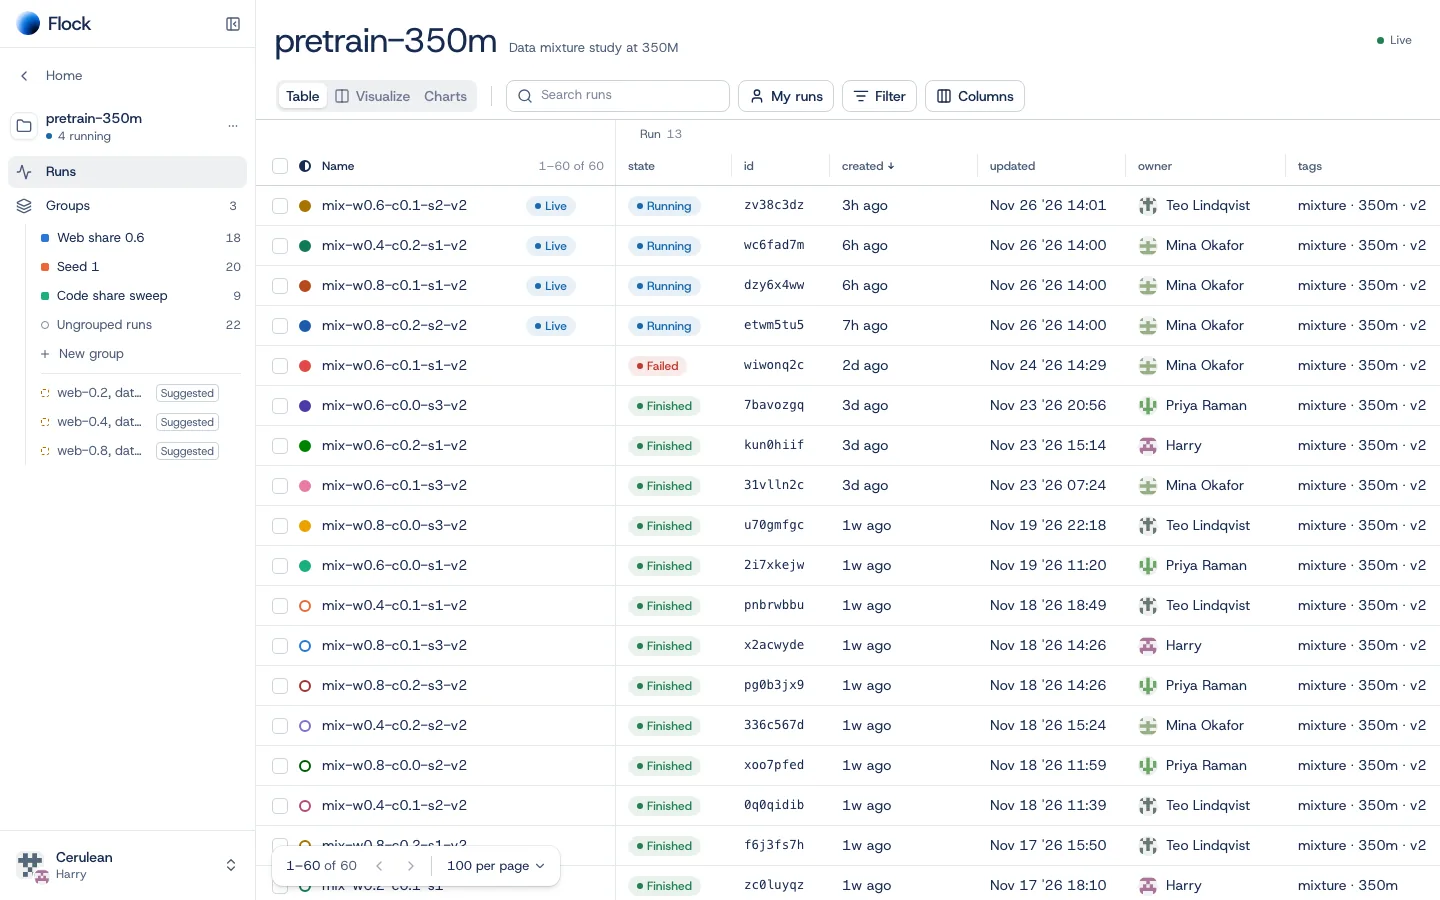 Flock
Home
pretrain-350m
4 running
Runs
Groups 3
Web share 0.6 18
Seed 1 20
Code share sweep 9
Ungrouped runs 22
+ New group
web-0.2, dat... Suggested
web-0.4, dat... Suggested
web-0.8, dat... Suggested
Cerulean
Harry
pretrain-350m Data mixture study at 350M Live
Table Visualize Charts Search runs My runs Filter Columns
Run 13
Name 1–60 of 60 state id created ↓ updated owner tags
mix-w0.6-c0.1-s2-v2 Live Running zv38c3dz 3h ago Nov 26 '26 14:01 Teo Lindqvist mixture · 350m · v2
mix-w0.4-c0.2-s1-v2 Live Running wc6fad7m 6h ago Nov 26 '26 14:00 Mina Okafor mixture · 350m · v2
mix-w0.8-c0.1-s1-v2 Live Running dzy6x4ww 6h ago Nov 26 '26 14:00 Mina Okafor mixture · 350m · v2
mix-w0.8-c0.2-s2-v2 Live Running etwm5tu5 7h ago Nov 26 '26 14:00 Mina Okafor mixture · 350m · v2
mix-w0.6-c0.1-s1-v2 Failed wiwonq2c 2d ago Nov 24 '26 14:29 Mina Okafor mixture · 350m · v2
mix-w0.6-c0.0-s3-v2 Finished 7bavozgq 3d ago Nov 23 '26 20:56 Priya Raman mixture · 350m · v2
mix-w0.6-c0.2-s1-v2 Finished kun0hiif 3d ago Nov 23 '26 15:14 Harry mixture · 350m · v2
mix-w0.6-c0.1-s3-v2 Finished 31vlln2c 3d ago Nov 23 '26 07:24 Mina Okafor mixture · 350m · v2
mix-w0.8-c0.0-s3-v2 Finished u70gmfgc 1w ago Nov 19 '26 22:18 Teo Lindqvist mixture · 350m · v2
mix-w0.6-c0.0-s1-v2 Finished 2i7xkejw 1w ago Nov 19 '26 11:20 Priya Raman mixture · 350m · v2
mix-w0.4-c0.1-s1-v2 Finished pnbrwbbu 1w ago Nov 18 '26 18:49 Teo Lindqvist mixture · 350m · v2
mix-w0.8-c0.1-s3-v2 Finished x2acwyde 1w ago Nov 18 '26 14:26 Harry mixture · 350m · v2
mix-w0.8-c0.2-s3-v2 Finished pg0b3jx9 1w ago Nov 18 '26 14:26 Priya Raman mixture · 350m · v2
mix-w0.4-c0.2-s2-v2 Finished 336c567d 1w ago Nov 18 '26 15:24 Mina Okafor mixture · 350m · v2
mix-w0.8-c0.0-s2-v2 Finished xoo7pfed 1w ago Nov 18 '26 11:59 Priya Raman mixture · 350m · v2
mix-w0.4-c0.1-s2-v2 Finished 0q0qidib 1w ago Nov 18 '26 11:39 Teo Lindqvist mixture · 350m · v2
Finished f6j3fs7h 1w ago Nov 17 '26 15:50 Teo Lindqvist mixture · 350m · v2
Finished zc0luyqz 1w ago Nov 17 '26 18:10 Harry mixture · 350m
1–60 of 60 100 per page